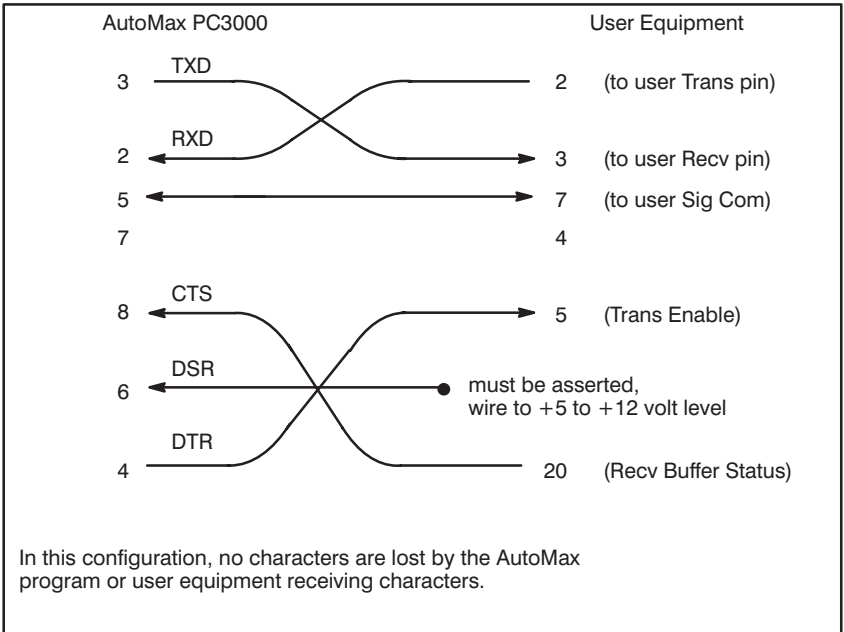 AutoMax PC3000 User Equipment
3 TXD 2 (to user Trans pin)
2 RXD 3 (to user Recv pin)
5 7 (to user Sig Com)
7 4
8 CTS 5 (Trans Enable)
6 DSR must be asserted,
wire to +5 to +12 volt level
4 DTR 20 (Recv Buffer Status)
In this configuration, no characters are lost by the AutoMax
program or user equipment receiving characters.